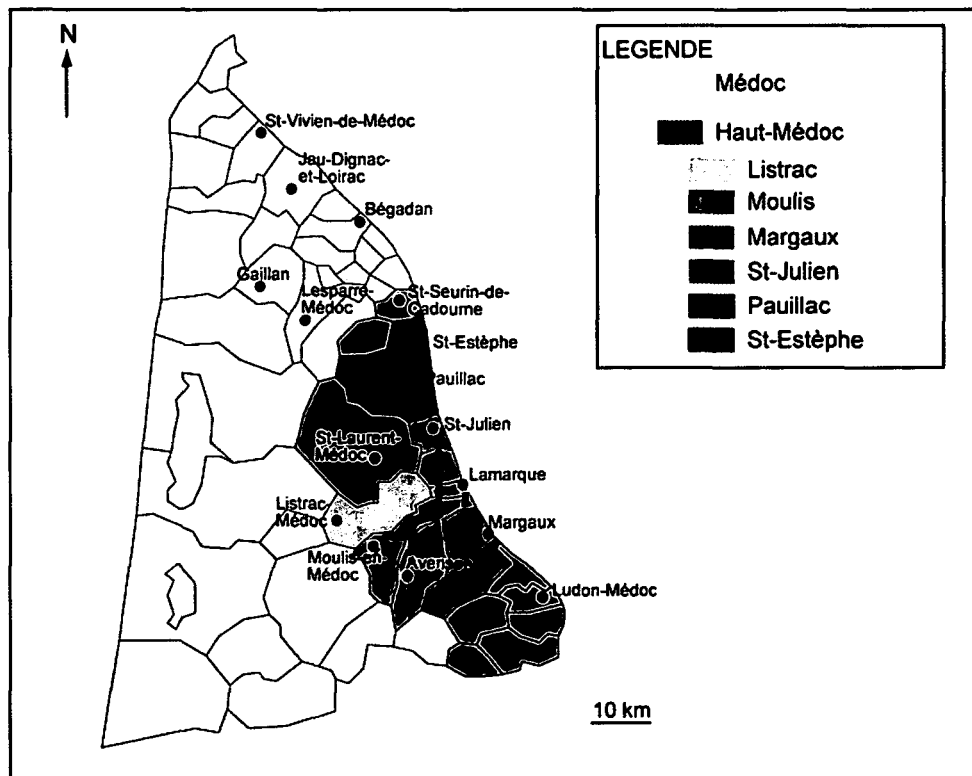 N
LEGENDE
Médoc
Haut-Médoc
Listrac
Moulis
Margaux
St-Julien
Pauillac
St-Estèphe
St-Vivien-de-Médoc
Jau-Dignac-
et-Loirac
Bégadan
Gaillan
Lesparre-
Médoc
St-Seurin-de-
Cadourne
St-Estèphe
Pauillac
St-Julien
St-Laurent-
Médoc
Lamarque
Listrac-
Médoc
Margaux
Moulis-en-
Médoc
Ludon-Médoc
10 km